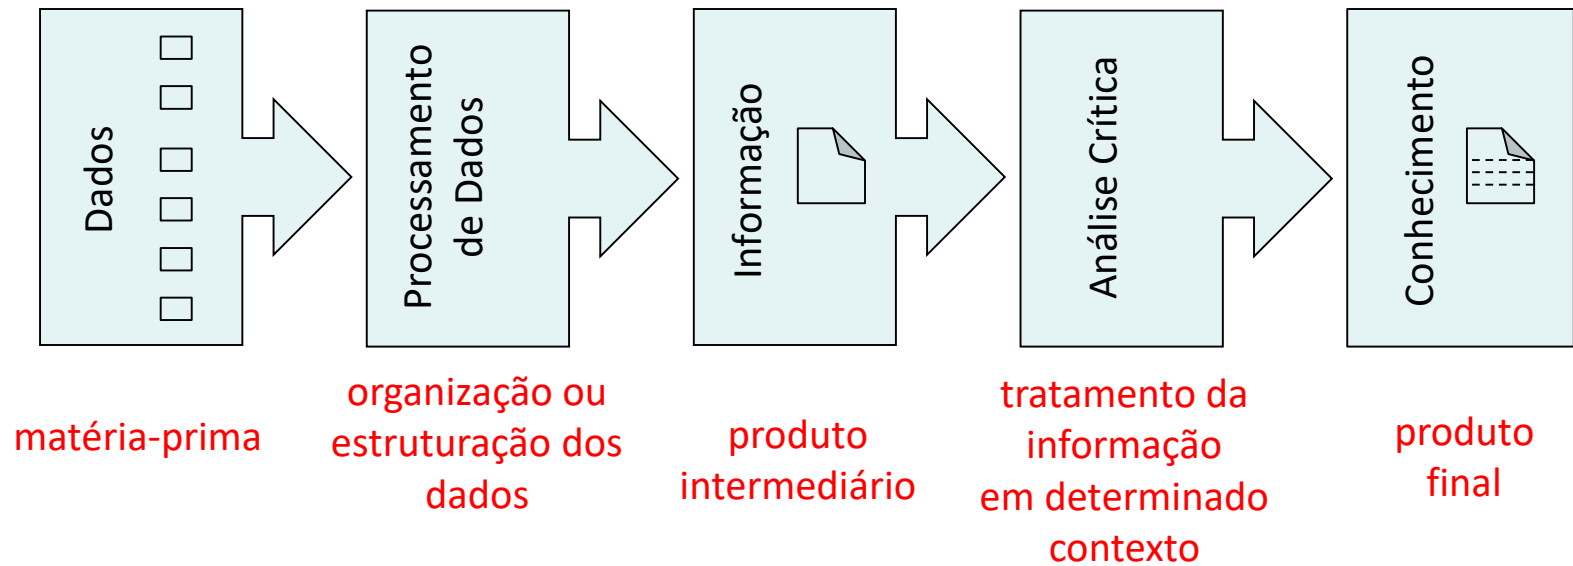 Dados
Processamento
de Dados
Informação
Análise Crítica
Conhecimento
matéria-prima
organização ou
estruturação dos
dados
produto
intermediário
tratamento da
informação
em determinado
contexto
produto
final